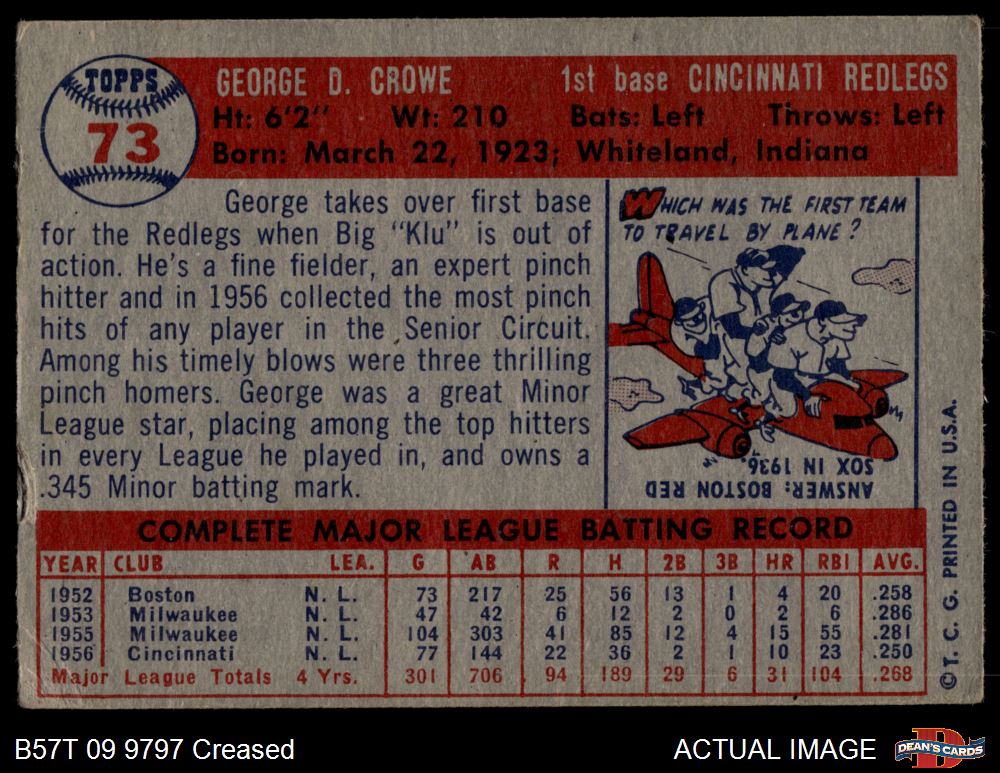 TOPPS
73
GEORGE D. CROWE 1st base CINCINNATI REDLEGS
Ht: 6'2" Wt: 210 Bats: Left Throws: Left
Born: March 22, 1923; Whiteland, Indiana
George takes over first base
for the Redlegs when Big "Klu" is out of
action. He's a fine fielder, an expert pinch
hitter and in 1956 collected the most pinch
hits of any player in the Senior Circuit.
Among his timely blows were three thrilling
pinch homers. George was a great Minor
League star, placing among the top hitters
in every League he played in, and owns a
.345 Minor batting mark.
WHICH WAS THE FIRST TEAM
TO TRAVEL BY PLANE?
ANSWER: BOSTON RED
SOX IN 1936.
COMPLETE MAJOR LEAGUE BATTING RECORD
YEAR CLUB LEA. G AB R H 2B 3B HR RBI AVG.
1952 Boston N. L. 73 217 25 56 13 1 4 20 .258
1953 Milwaukee N. L. 47 42 6 12 2 0 2 6 .286
1955 Milwaukee N. L. 104 303 41 85 12 4 15 55 .281
1956 Cincinnati N. L. 77 144 22 36 2 1 10 23 .250
Major League Totals 4 Yrs. 301 706 94 189 29 6 31 104 .268
©T. C. G. PRINTED IN U.S.A.
B57T 09 9797 Creased
ACTUAL IMAGE
D
DEAN'S CARDS